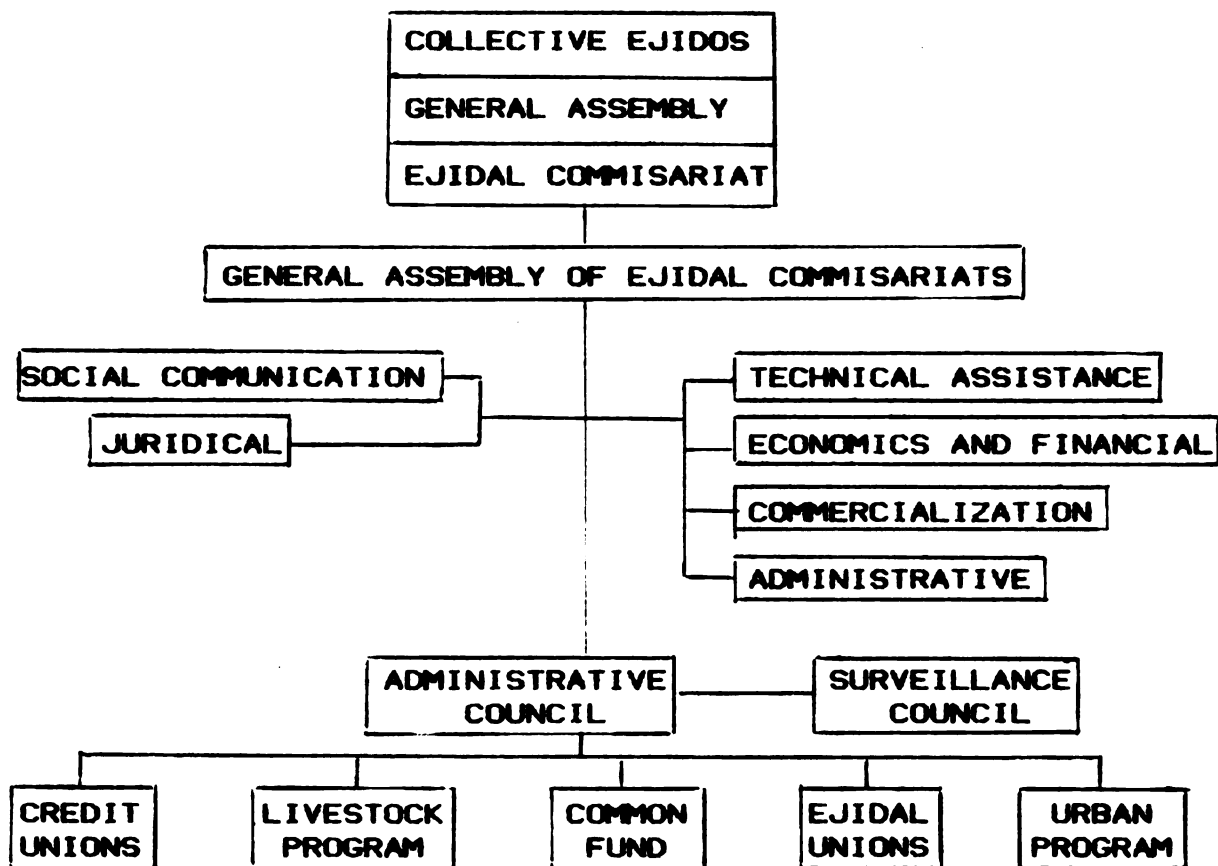 COLLECTIVE EJIDOS
GENERAL ASSEMBLY
EJIDAL COMMISARIAT
GENERAL ASSEMBLY OF EJIDAL COMMISARIATS
SOCIAL COMMUNICATION
JURIDICAL
TECHNICAL ASSISTANCE
ECONOMICS AND FINANCIAL
COMMERCIALIZATION
ADMINISTRATIVE
ADMINISTRATIVE
COUNCIL
SURVEILLANCE
COUNCIL
CREDIT
UNIONS
LIVESTOCK
PROGRAM
COMMON
FUND
EJIDAL
UNIONS
URBAN
PROGRAM